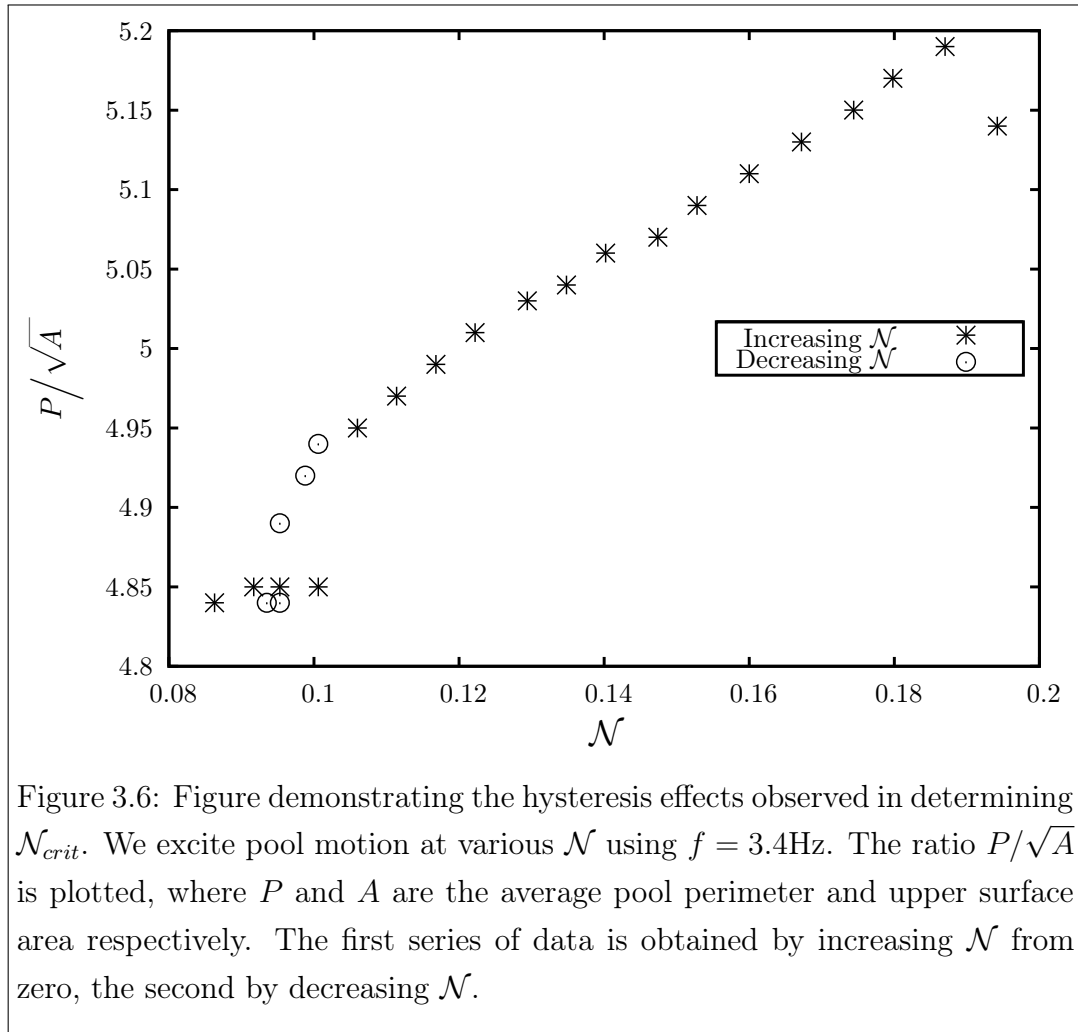 5.2
5.15
5.1
5.05
5
4.95
4.9
4.85
4.8
P/√A
Increasing 𝒩
Decreasing 𝒩
0.08 0.1 0.12 0.14 0.16 0.18 0.2
𝒩
Figure 3.6: Figure demonstrating the hysteresis effects observed in determining
𝒩crit. We excite pool motion at various 𝒩 using f = 3.4Hz. The ratio P/√A
is plotted, where P and A are the average pool perimeter and upper surface
area respectively. The first series of data is obtained by increasing 𝒩 from
zero, the second by decreasing 𝒩.